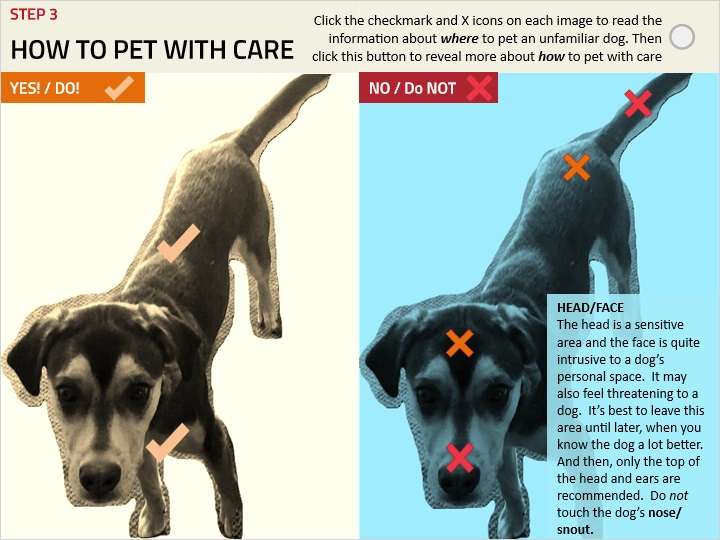 STEP 3
HOW TO PET WITH CARE
Click the checkmark and X icons on each image to read the
information about where to pet an unfamiliar dog. Then
click this button to reveal more about how to pet with care
YES! / DO!
NO / Do NOT
HEAD/FACE
The head is a sensitive
area and the face is quite
intrusive to a dog's
personal space.  It may
also feel threatening to a
dog.  It's best to leave this
area until later, when you
know the dog a lot better.
And then, only the top of
the head and ears are
recommended.  Do not
touch the dog's nose/
snout.